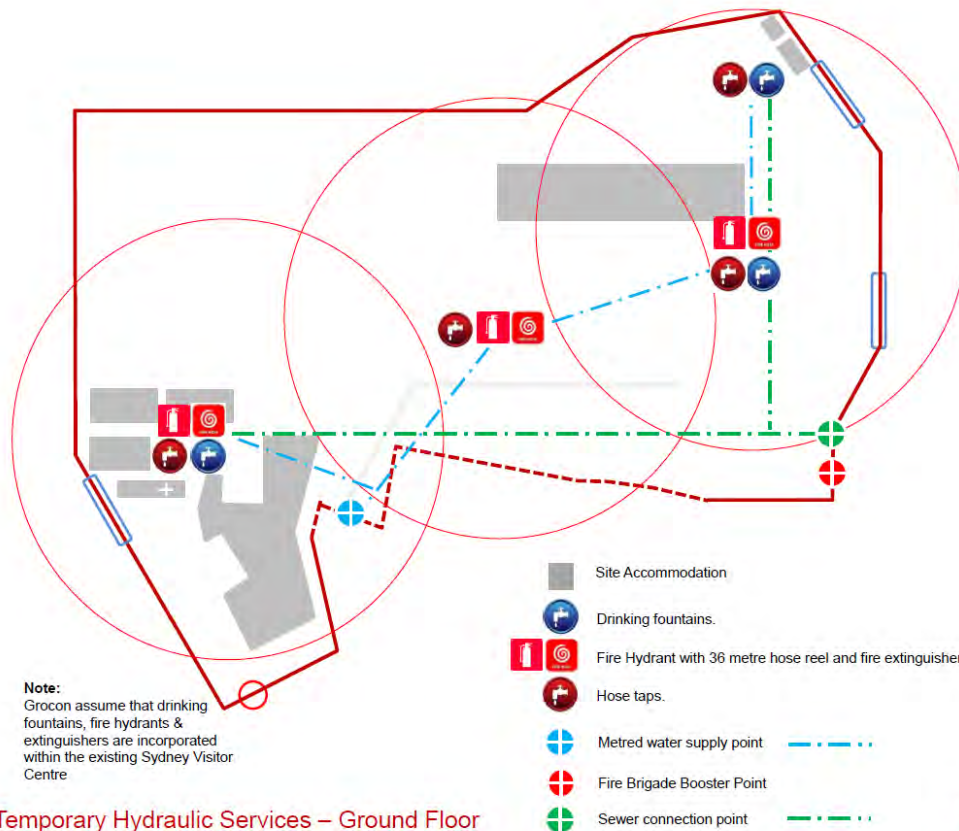 Site Accommodation
Drinking fountains.
Fire Hydrant with 36 metre hose reel and fire extinguisher
Hose taps.
Metred water supply point
Fire Brigade Booster Point
Sewer connection point
Note:
Grocon assume that drinking
fountains, fire hydrants &
extinguishers are incorporated
within the existing Sydney Visitor
Centre
Temporary Hydraulic Services – Ground Floor